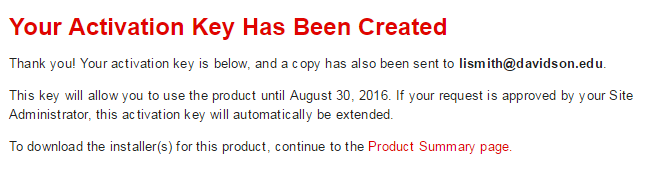 Your Activation Key Has Been Created
Thank you! Your activation key is below, and a copy has also been sent to lismith@davidson.edu.
This key will allow you to use the product until August 30, 2016. If your request is approved by your Site
Administrator, this activation key will automatically be extended.
To download the installer(s) for this product, continue to the Product Summary page.